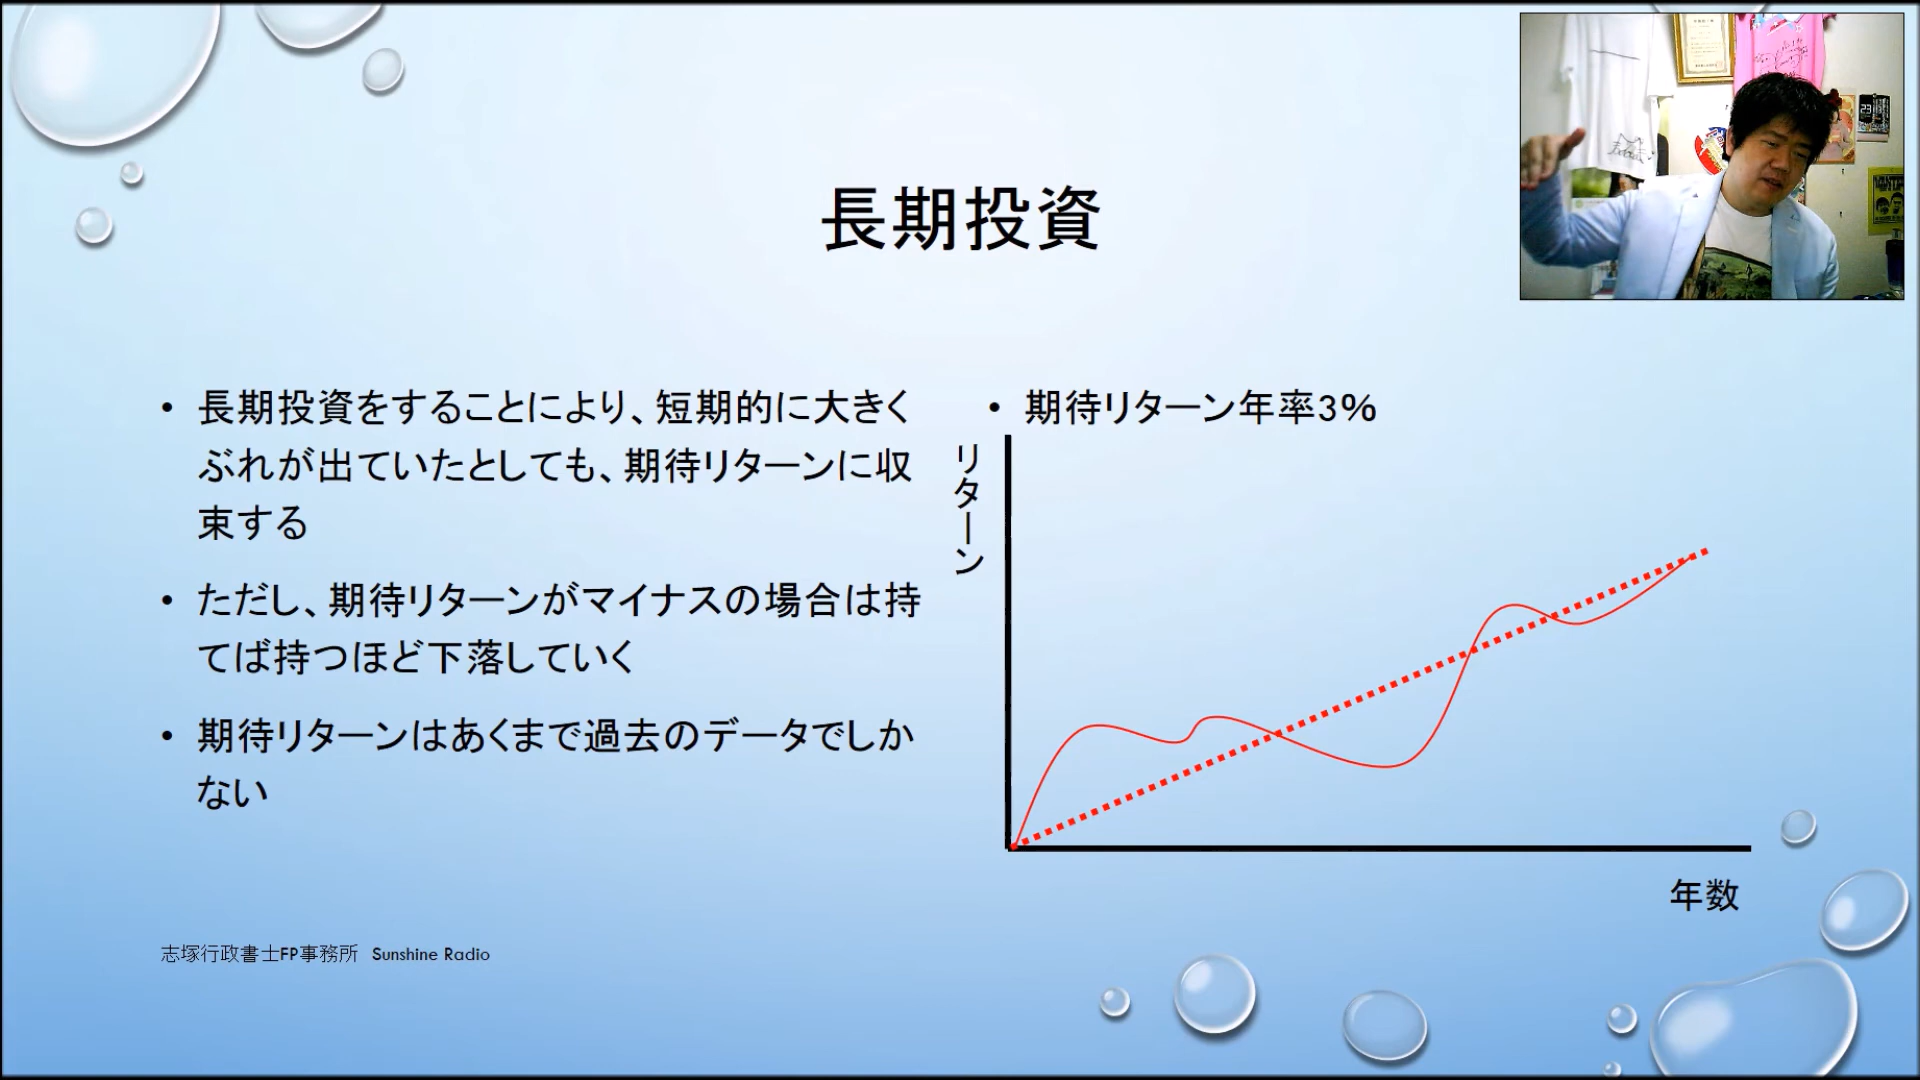 長期投資
・長期投資をすることにより、短期的に大きく
ぶれが出ていたとしても、期待リターンに収
束する
・ただし、期待リターンがマイナスの場合は持
てば持つほど下落していく
・期待リターンはあくまで過去のデータでしか
ない
・期待リターン年率3%
リターン
年数
志塚行政書士FP事務所 Sunshine Radio
23